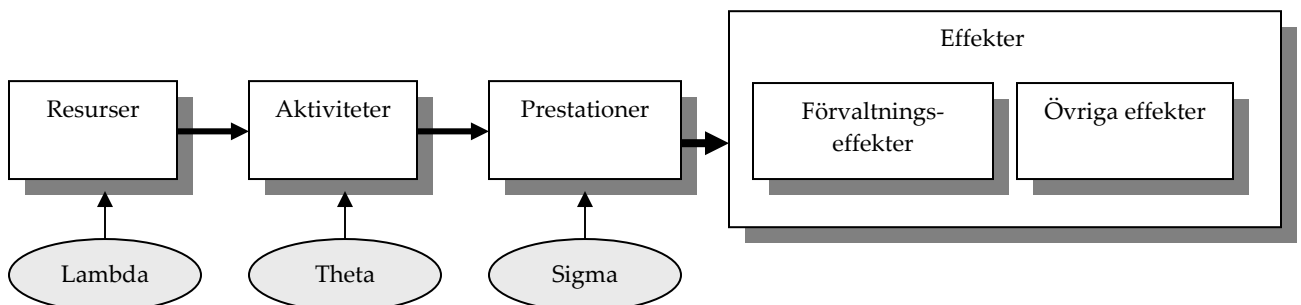 Effekter
Resurser
Aktiviteter
Prestationer
Förvaltnings-
effekter
Övriga effekter
Lambda
Theta
Sigma